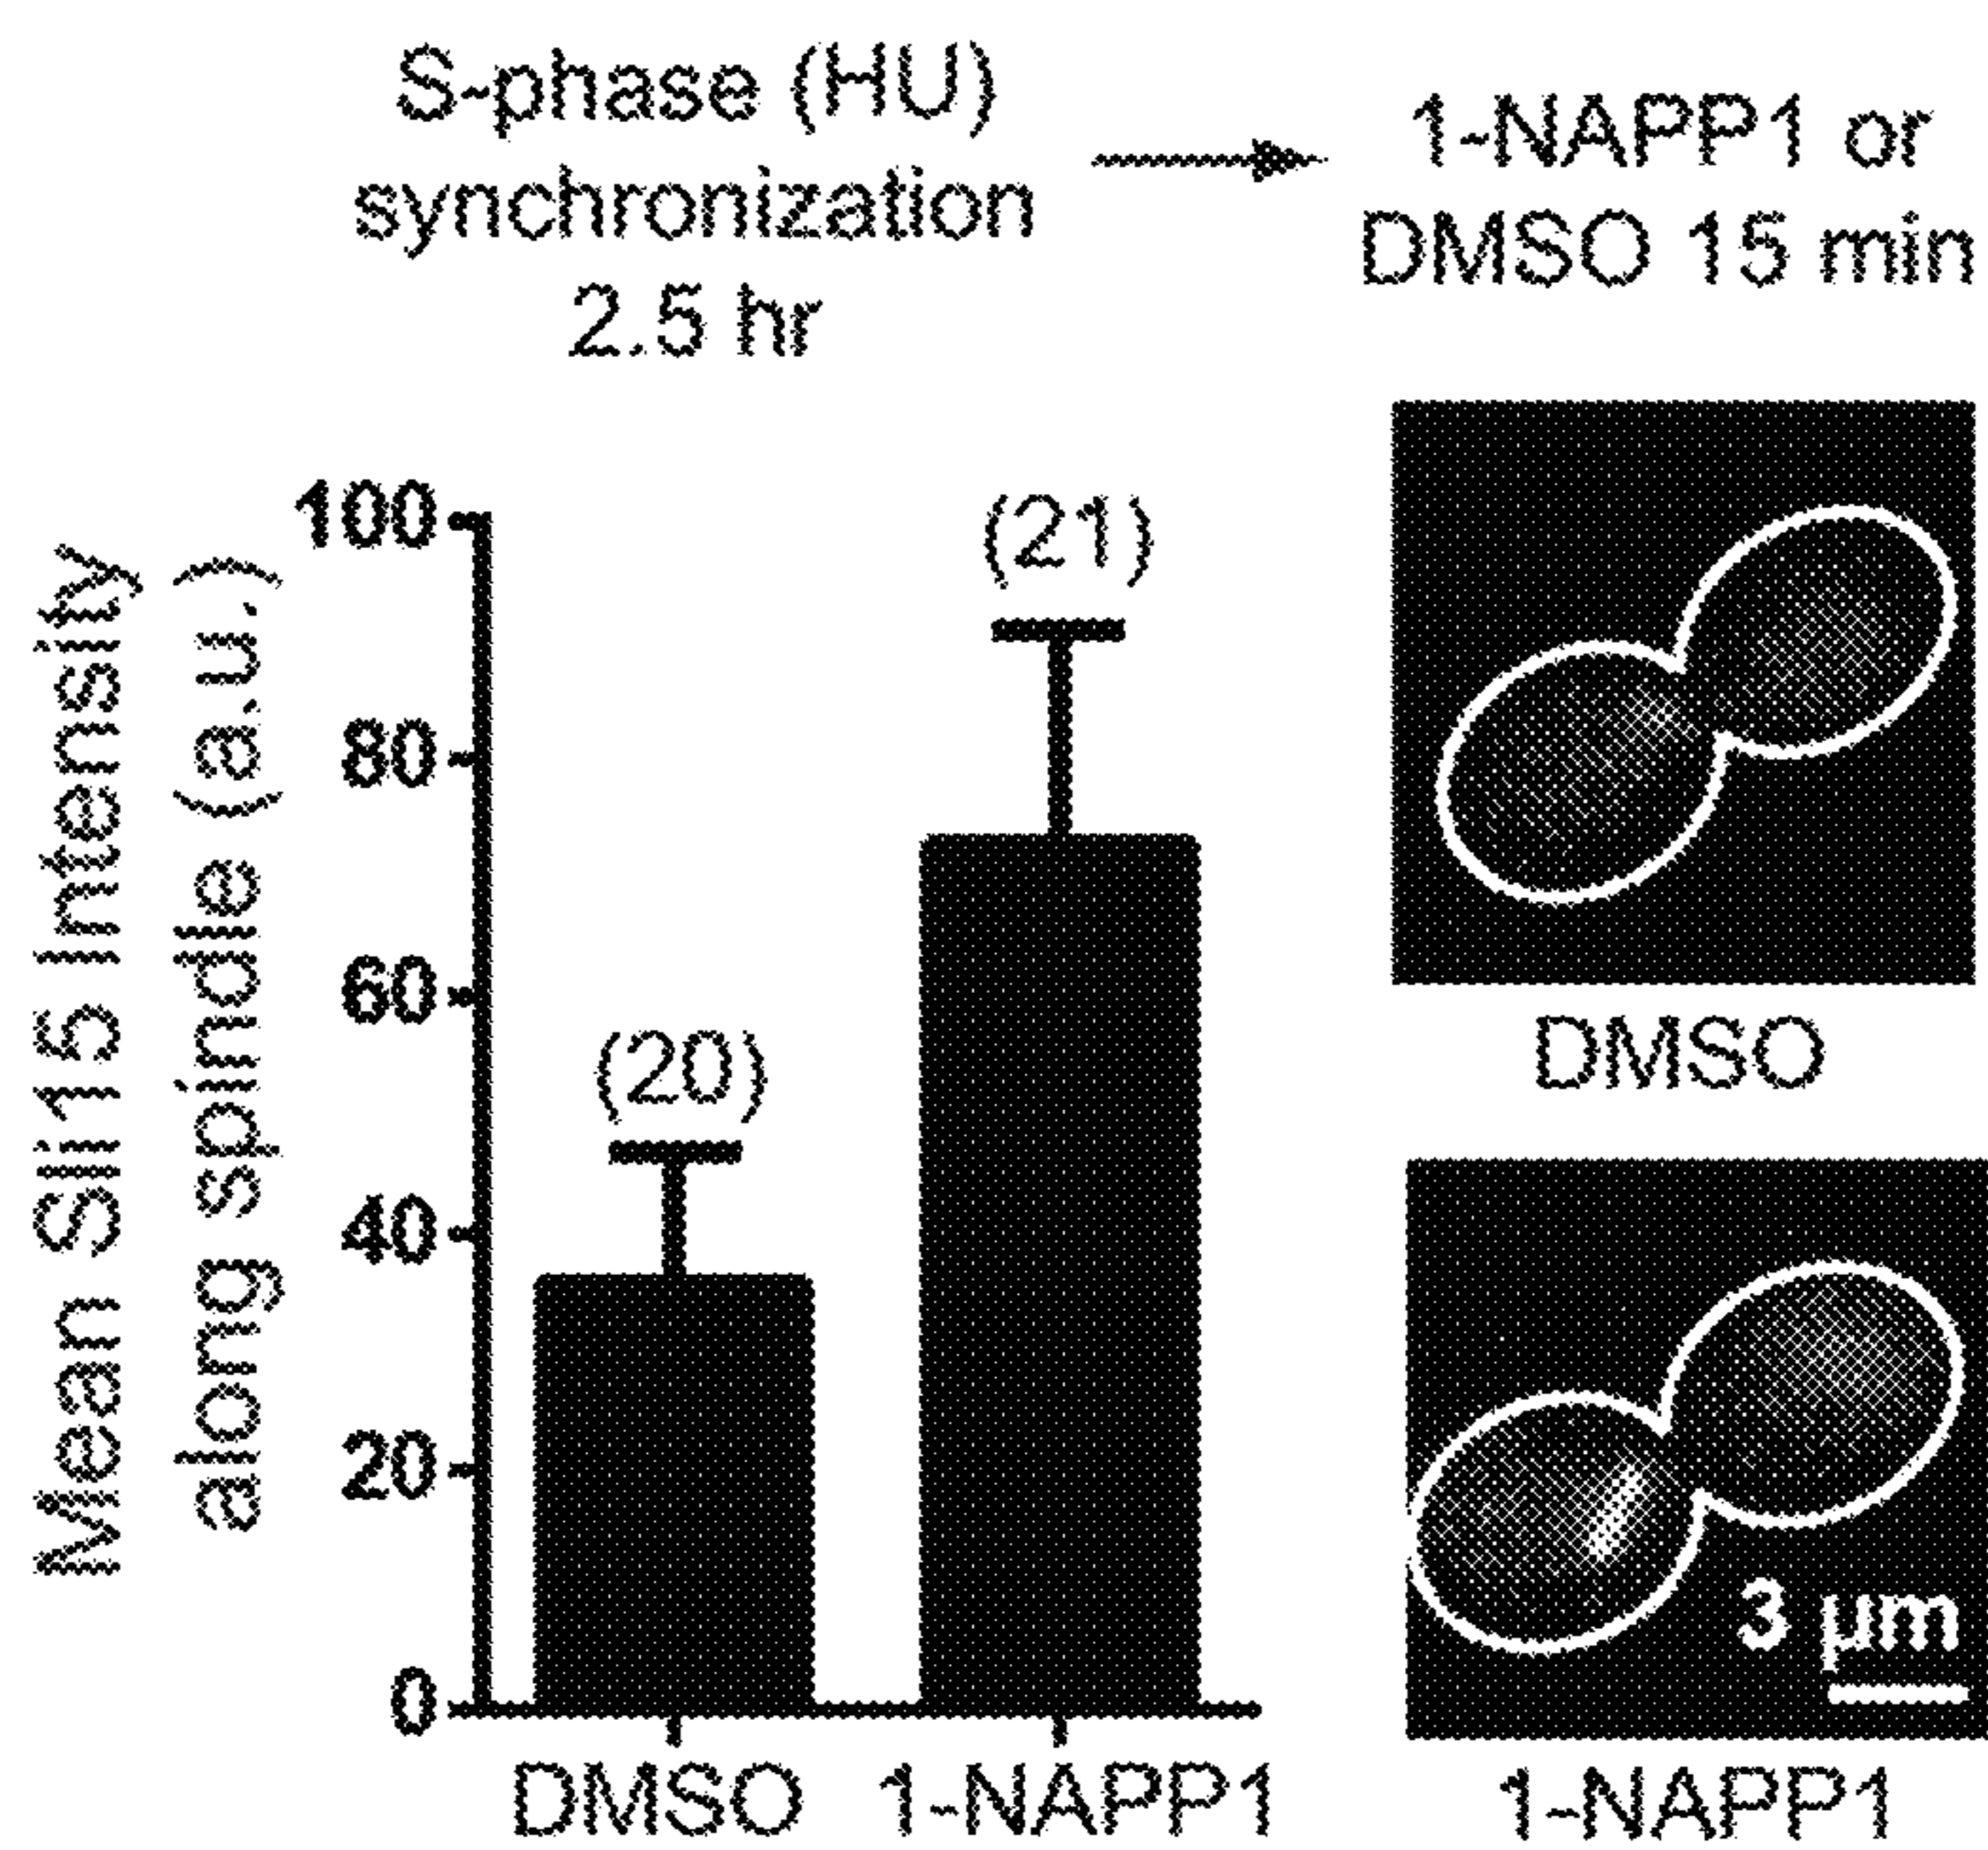 S-phase (HU)
synchronization
2.5 hr
1-NAPP1 or
DMSO 15 min
Mean Sli15 Intensity
along spindle (a.u.)
100
80
60
40
20
0
(20)
(21)
DMSO
1-NAPP1
DMSO
3 µm
1-NAPP1